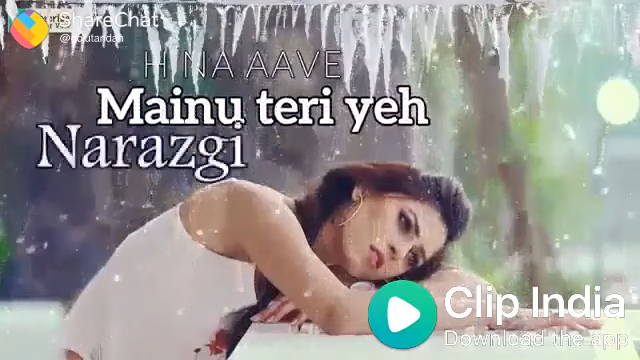 ShareChat
H NA AAVE
Mainu teri yeh
Narazgi
Clip India
Download the app